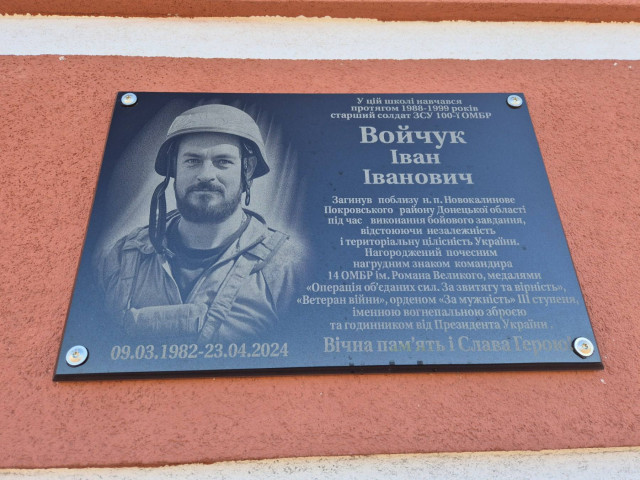 У цій школі навчався
протягом 1988-1999 років
старший солдат ЗСУ 100-ї ОМБР
Войчук
Іван
Іванович
Загинув поблизу н. п. Новокалинове
Покровського району Донецької області
під час виконання бойового завдання,
відстоюючи незалежність
і територіальну цілісність України.
Нагороджений почесним
нагрудним знаком командира
14 ОМБР ім. Романа Великого, медалями
«Операція об'єданих сил. За звитягу та вірність»,
«Ветеран війни», орденом «За мужність» ІІІ ступеня,
іменною вогнепальною зброєю
та годинником від Президента України.
Вічна пам'ять і Слава Герою
09.03.1982-23.04.2024